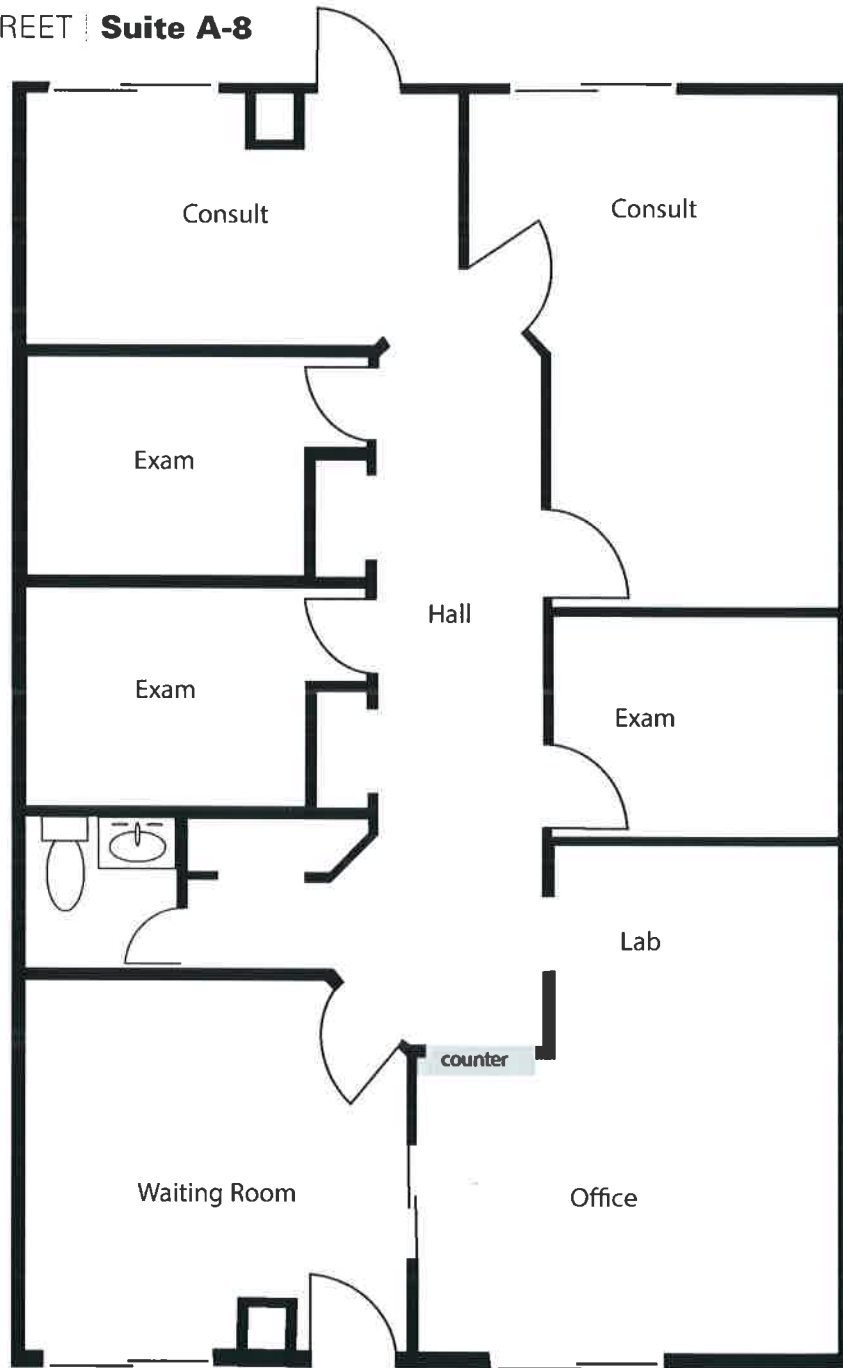 REET | Suite A-8
Consult
Consult
Exam
Hall
Exam
Exam
Lab
counter
Waiting Room
Office